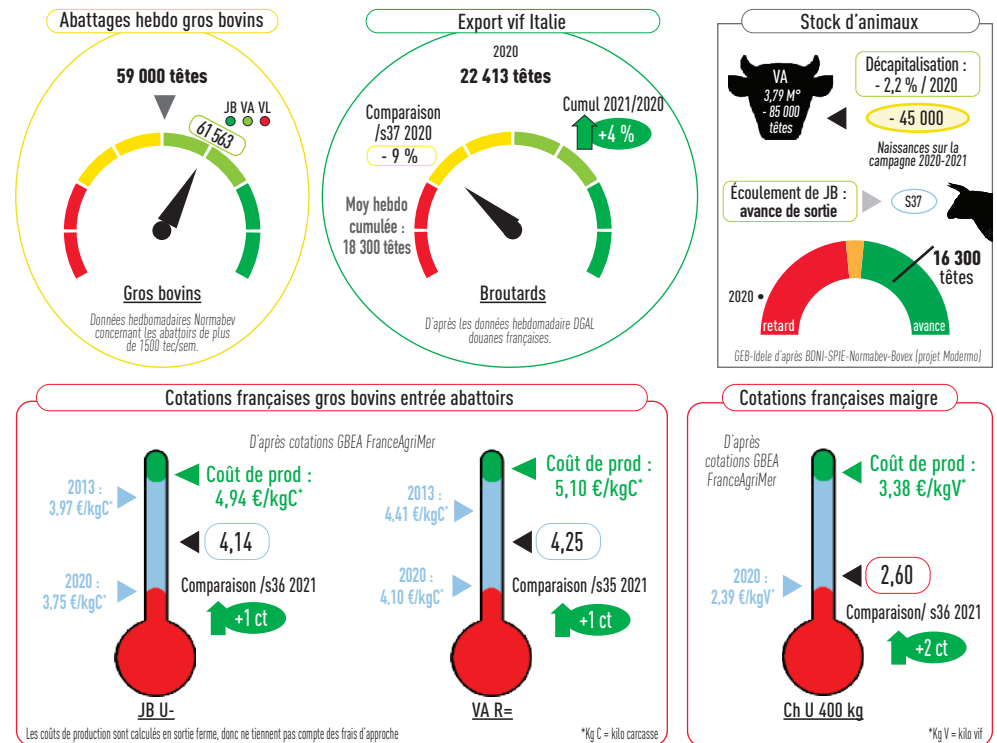 Abattages hebdo gros bovins
59 000 têtes
JB VA VL
61 563
Gros bovins
Données hedbomadaires Normabev
concernant les abattoirs de plus
de 1500 tec/sem.
Export vif Italie
2020
22 413 têtes
Comparaison
/s37 2020
- 9 %
Cumul 2021/2020
+4 %
Moy hebdo
cumulée :
18 300 têtes
Broutards
D'après les données hebdomadaire DGAL
douanes françaises.
Stock d'animaux
VA
3,79 M°
- 85 000
têtes
Décapitalisation :
- 2,2 % / 2020
- 45 000
Naissances sur la
campagne 2020-2021
Écoulement de JB :
avance de sortie
S37
16 300
têtes
2020
retard
avance
GEB-Idele d'après BDNI-SPIE-Normabev-Bovex (projet Modermo)
Cotations françaises gros bovins entrée abattoirs
D'après cotations GBEA FranceAgriMer
Coût de prod :
4,94 €/kgC*
2013 :
3,97 €/kgC*
4,14
2020 :
3,75 €/kgC*
Comparaison /s36 2021
+1 ct
JB U-
Coût de prod :
5,10 €/kgC*
2013 :
4,41 €/kgC*
4,25
2020 :
4,10 €/kgC*
Comparaison /s35 2021
+1 ct
VA R=
Les coûts de production sont calculés en sortie ferme, donc ne tiennent pas compte des frais d'approche
*Kg C = kilo carcasse
Cotations françaises maigre
D'après
cotations GBEA
FranceAgriMer
Coût de prod :
3,38 €/kgV*
2,60
2020 :
2,39 €/kgV*
Comparaison/ s36 2021
+2 ct
Ch U 400 kg
*Kg V = kilo vif